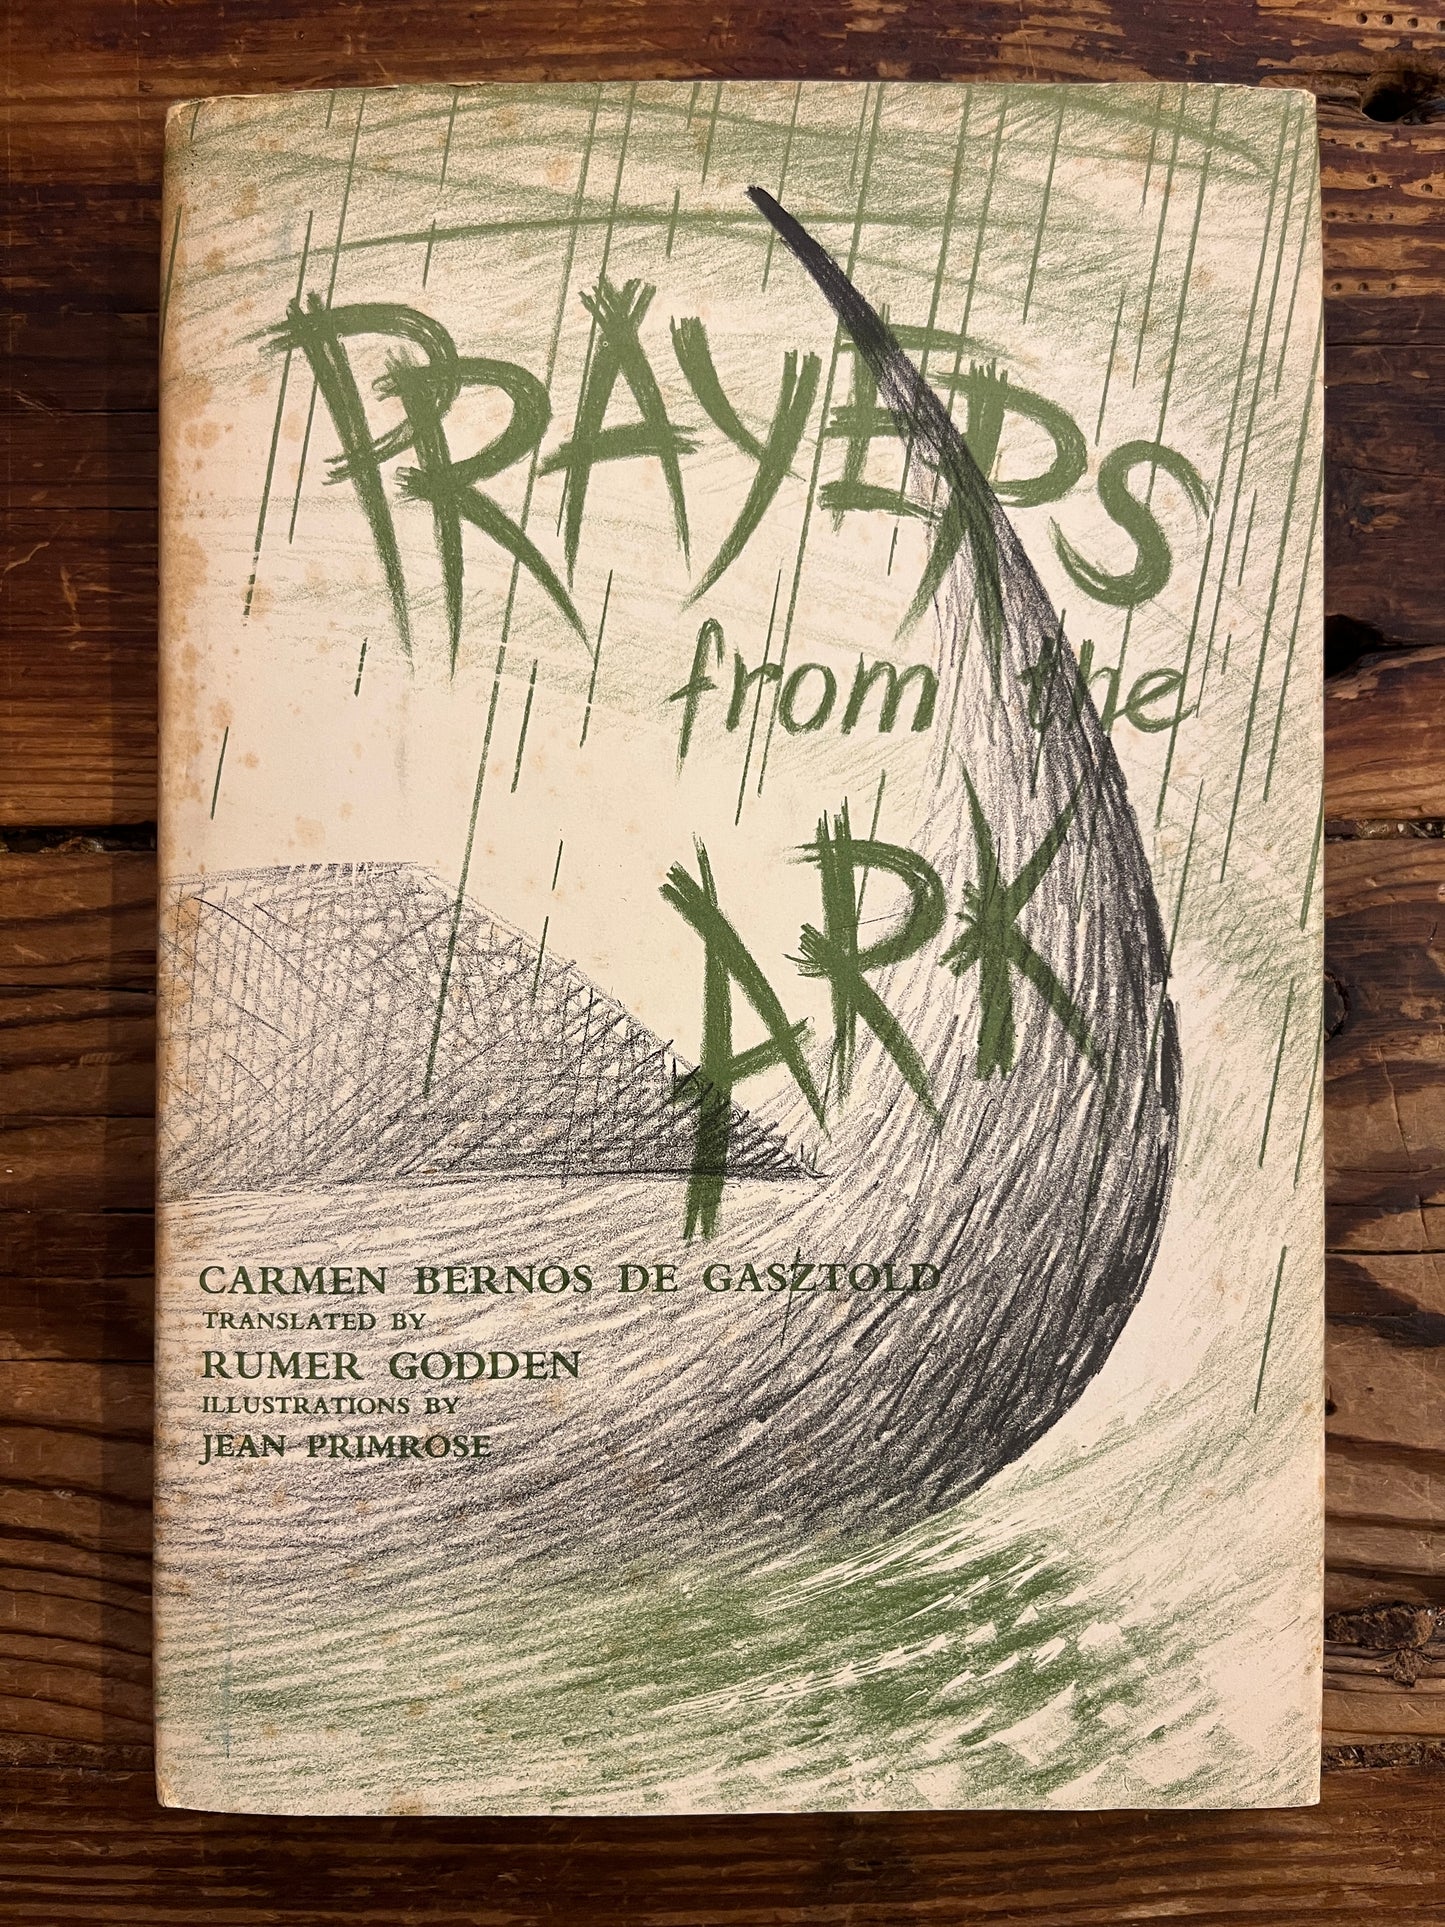 PRAYERS
from the
ARK
CARMEN BERNOS DE GASZTOLD
TRANSLATED BY
RUMER GODDEN
ILLUSTRATIONS BY
JEAN PRIMROSE